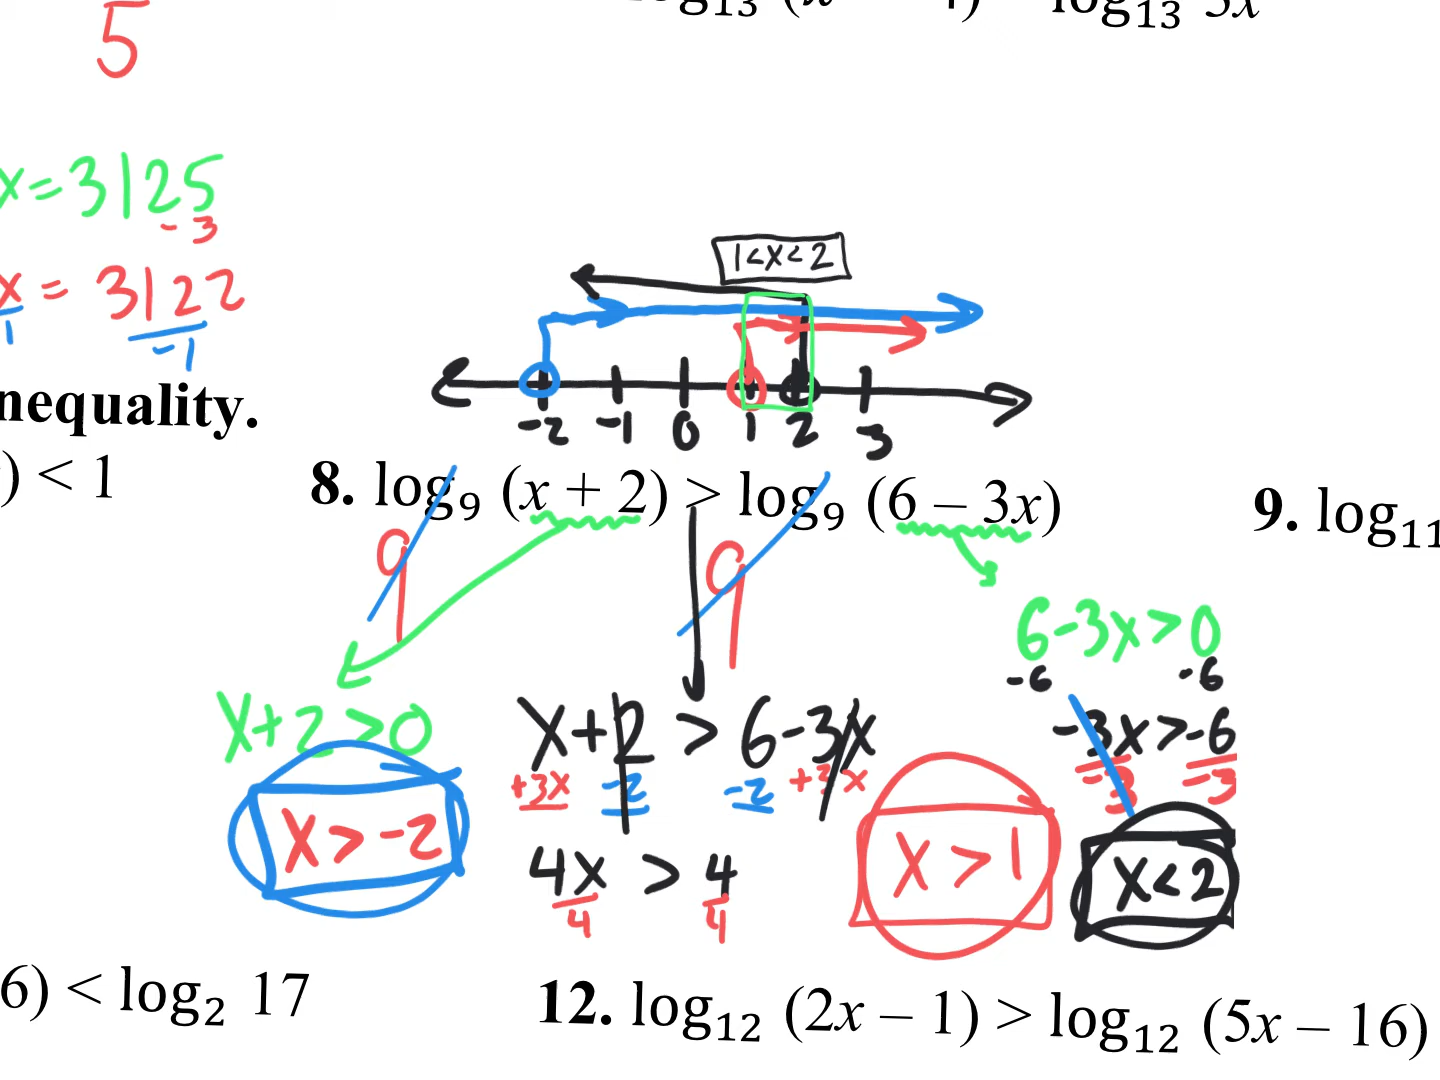 5
x = 3125
- 3
x = 3122
1 -1
nequality.
) < 1
1 < x < 2
-2 -1 0 1 2 3
8. log₉ (x + 2) > log₉ (6 – 3x)
9. log₁₁
9 9
6-3x>0
-6 -6
x+2>0
x+2 > 6-3x
+3x -2 -2 +3x
-3x>-6
-3 -3
x > -2
4x > 4
4 4
x > 1
x < 2
6) < log₂ 17
12. log₁₂ (2x – 1) > log₁₂ (5x – 16)